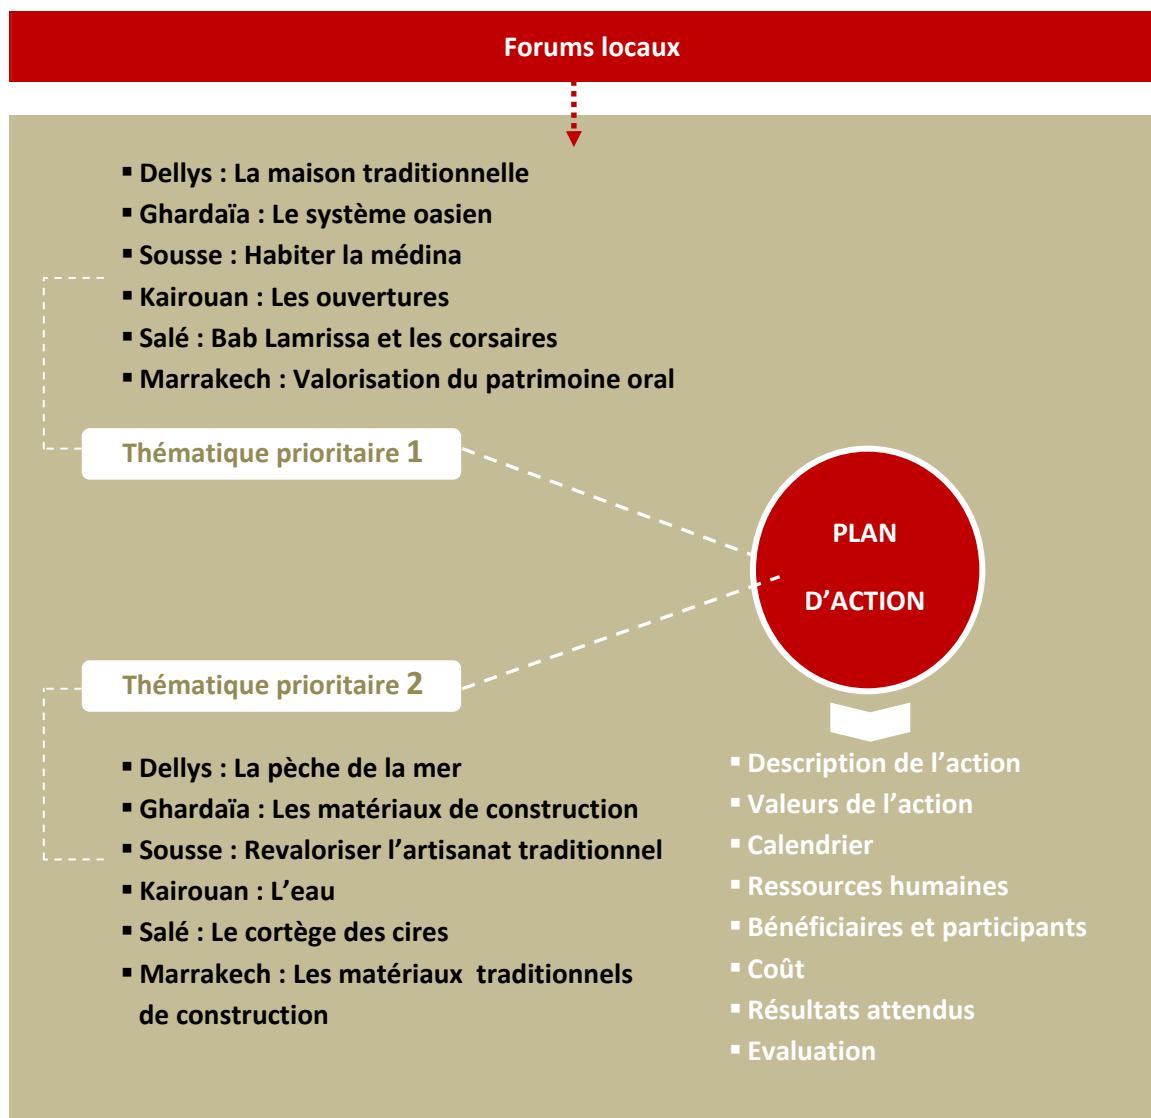 Forums locaux
▪ Dellys : La maison traditionnelle
▪ Ghardaïa : Le système oasien
▪ Sousse : Habiter la médina
▪ Kairouan : Les ouvertures
▪ Salé : Bab Lamrissa et les corsaires
▪ Marrakech : Valorisation du patrimoine oral
Thématique prioritaire 1
PLAN
D’ACTION
Thématique prioritaire 2
▪ Dellys : La pèche de la mer
▪ Ghardaïa : Les matériaux de construction
▪ Sousse : Revaloriser l’artisanat traditionnel
▪ Kairouan : L’eau
▪ Salé : Le cortège des cires
▪ Marrakech : Les matériaux traditionnels
de construction
▪ Description de l’action
▪ Valeurs de l’action
▪ Calendrier
▪ Ressources humaines
▪ Bénéficiaires et participants
▪ Coût
▪ Résultats attendus
▪ Evaluation